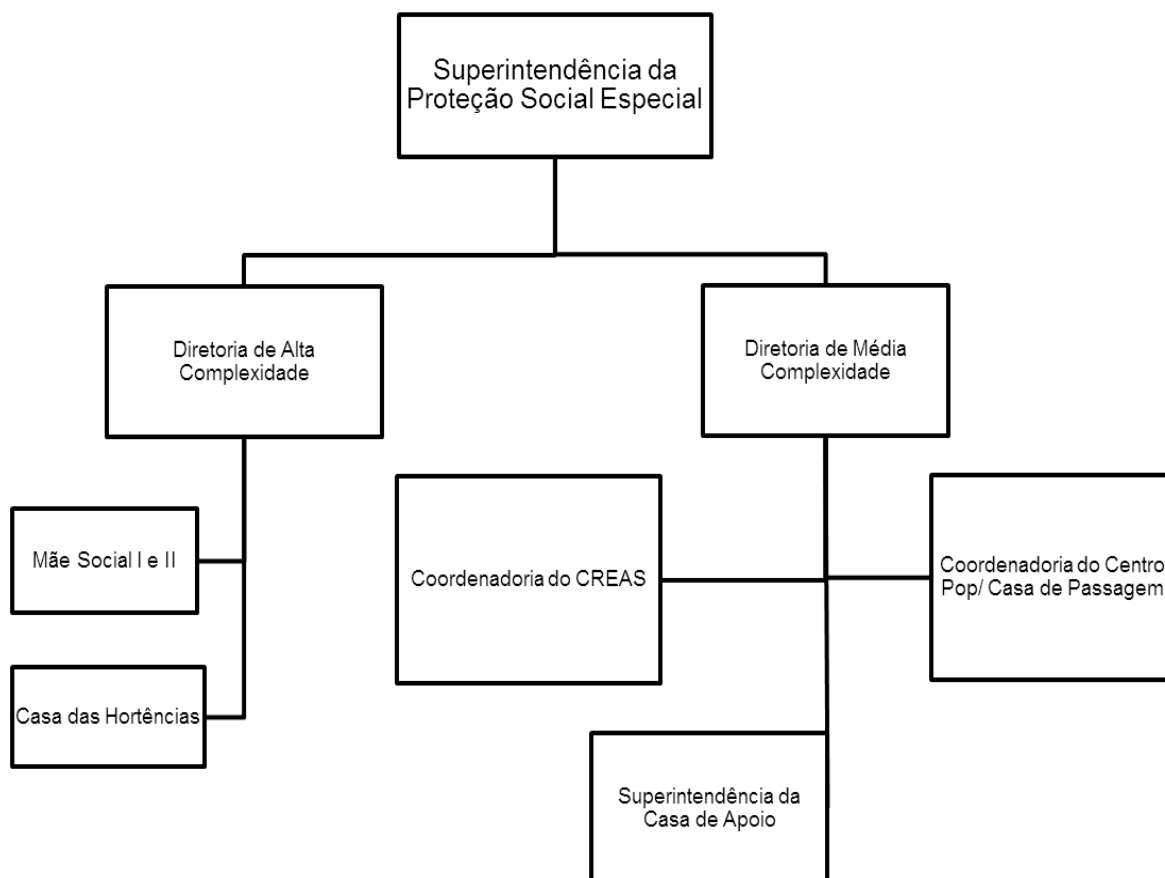 Superintendência da
Proteção Social Especial
Diretoria de Alta
Complexidade
Diretoria de Média
Complexidade
Mãe Social I e II
Coordenadoria do CREAS
Coordenadoria do Centro
Pop/ Casa de Passagem
Casa das Hortências
Superintendência da
Casa de Apoio